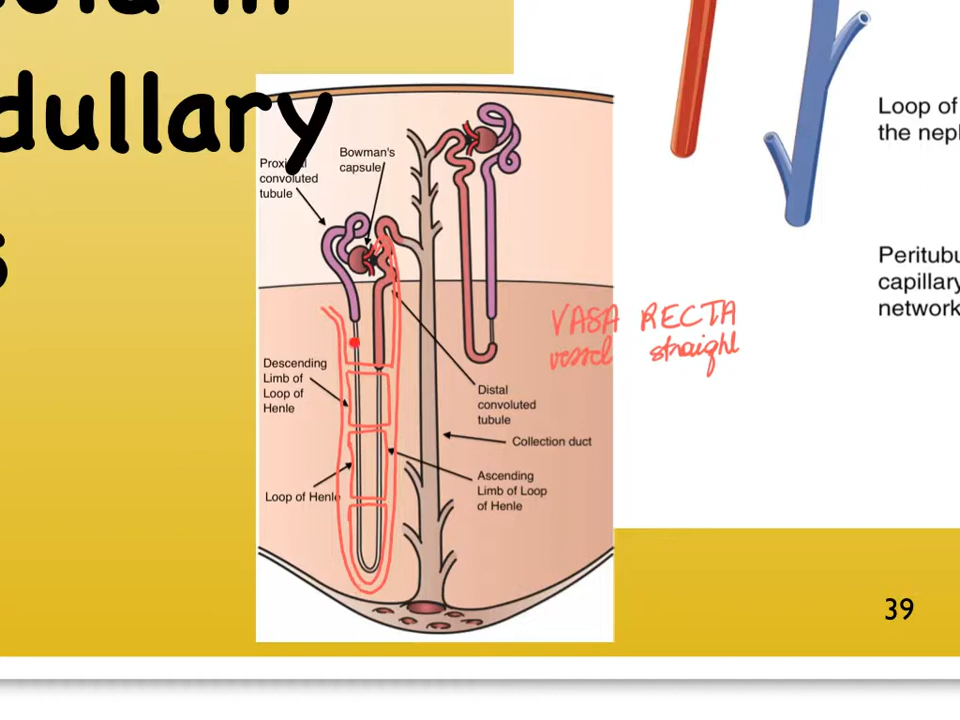 dullary
Proximal
convoluted
tubule
Bowman's
capsule
Descending
Limb of
Loop of
Henle
Loop of Henle
VASA RECTA
vessel straight
Distal
convoluted
tubule
Collection duct
Ascending
Limb of Loop
of Henle
Loop of
the neph
Peritubu
capillary
network
39